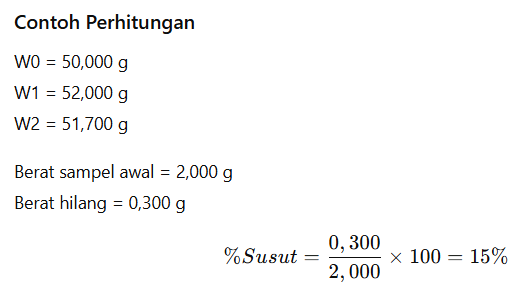 Contoh Perhitungan
W0 = 50,000 g
W1 = 52,000 g
W2 = 51,700 g
Berat sampel awal = 2,000 g
Berat hilang = 0,300 g
%Susut = 0,300 / 2,000 × 100 = 15%